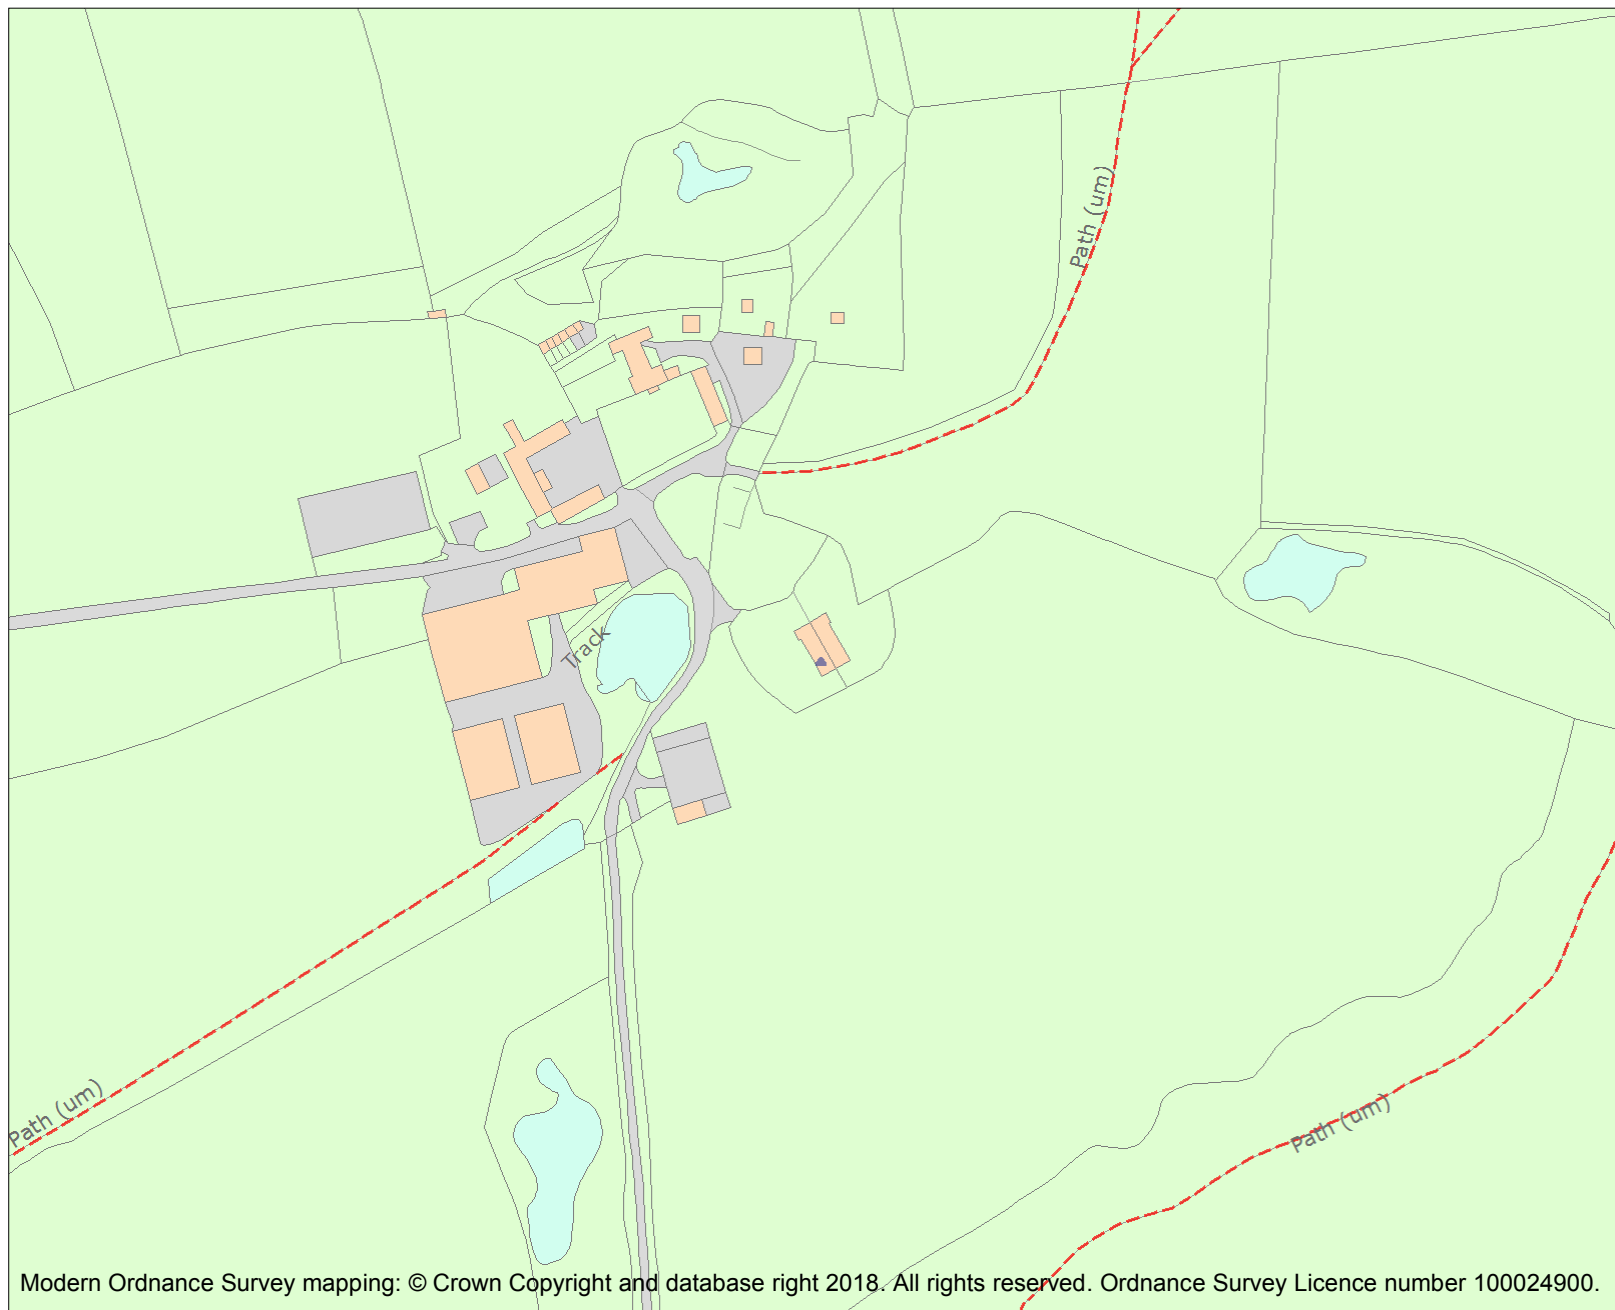 Path (um)
Track
Path (um)
Path (um)
Modern Ordnance Survey mapping: © Crown Copyright and database right 2018. All rights reserved. Ordnance Survey Licence number 100024900.